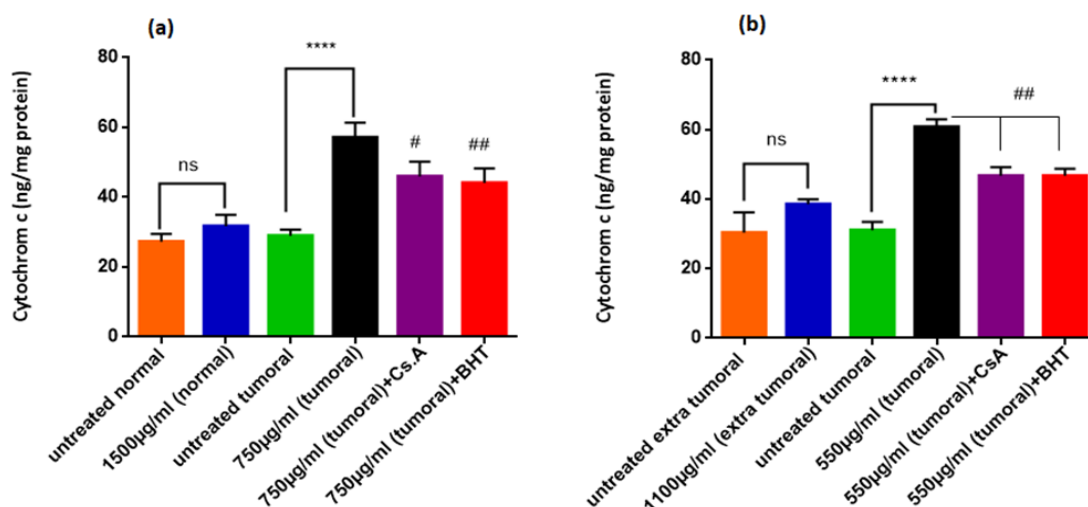 (a)
****
ns
#
##
80
60
40
20
0
Cytochrom c (ng/mg protein)
untreated normal
1500µg/ml (normal)
untreated tumoral
750µg/ml (tumoral)
750µg/ml (tumoral)+Cs.A
750µg/ml (tumoral)+BHT
(b)
****
##
ns
80
60
40
20
0
Cytochrom c (ng/mg protein)
untreated extra tumoral
1100µg/ml (extra tumoral)
untreated tumoral
550µg/ml (tumoral)
550µg/ml (tumoral)+CsA
550µg/ml (tumoral)+BHT